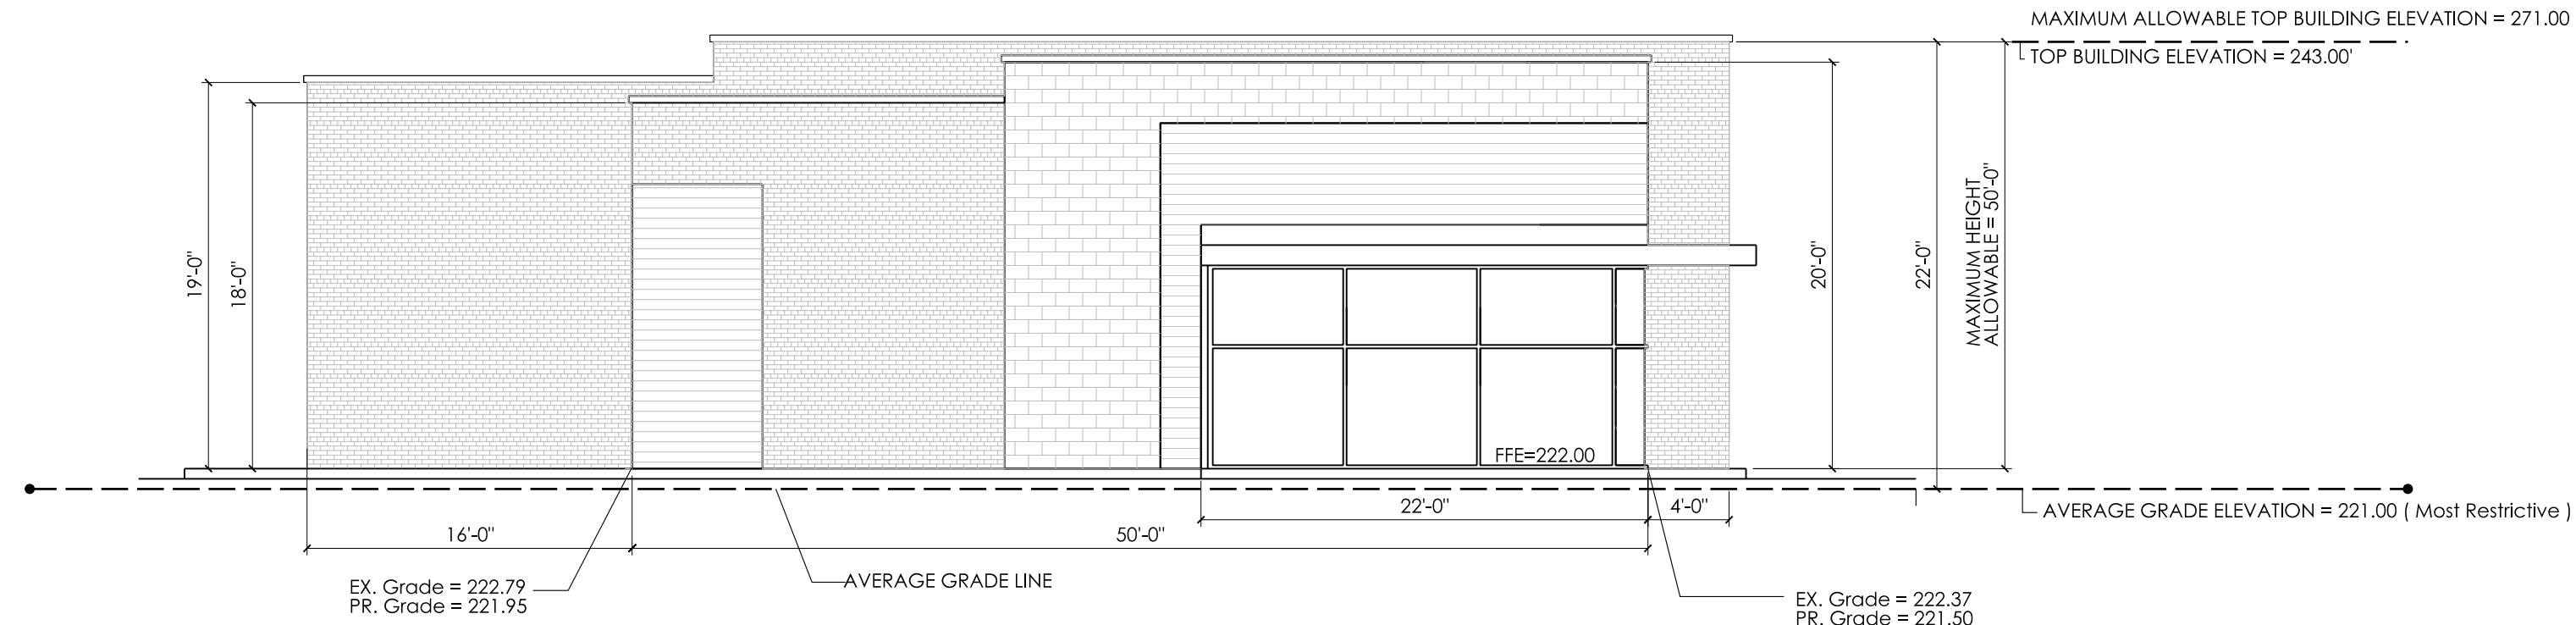 MAXIMUM ALLOWABLE TOP BUILDING ELEVATION = 271.00
TOP BUILDING ELEVATION = 243.00'
19'-0"
18'-0"
20'-0"
22'-0"
MAXIMUM HEIGHT
ALLOWABLE = 50'-0"
FFE=222.00
22'-0"
4'-0"
AVERAGE GRADE ELEVATION = 221.00 ( Most Restrictive )
16'-0"
50'-0"
AVERAGE GRADE LINE
EX. Grade = 222.79
PR. Grade = 221.95
EX. Grade = 222.37
PR. Grade = 221.50